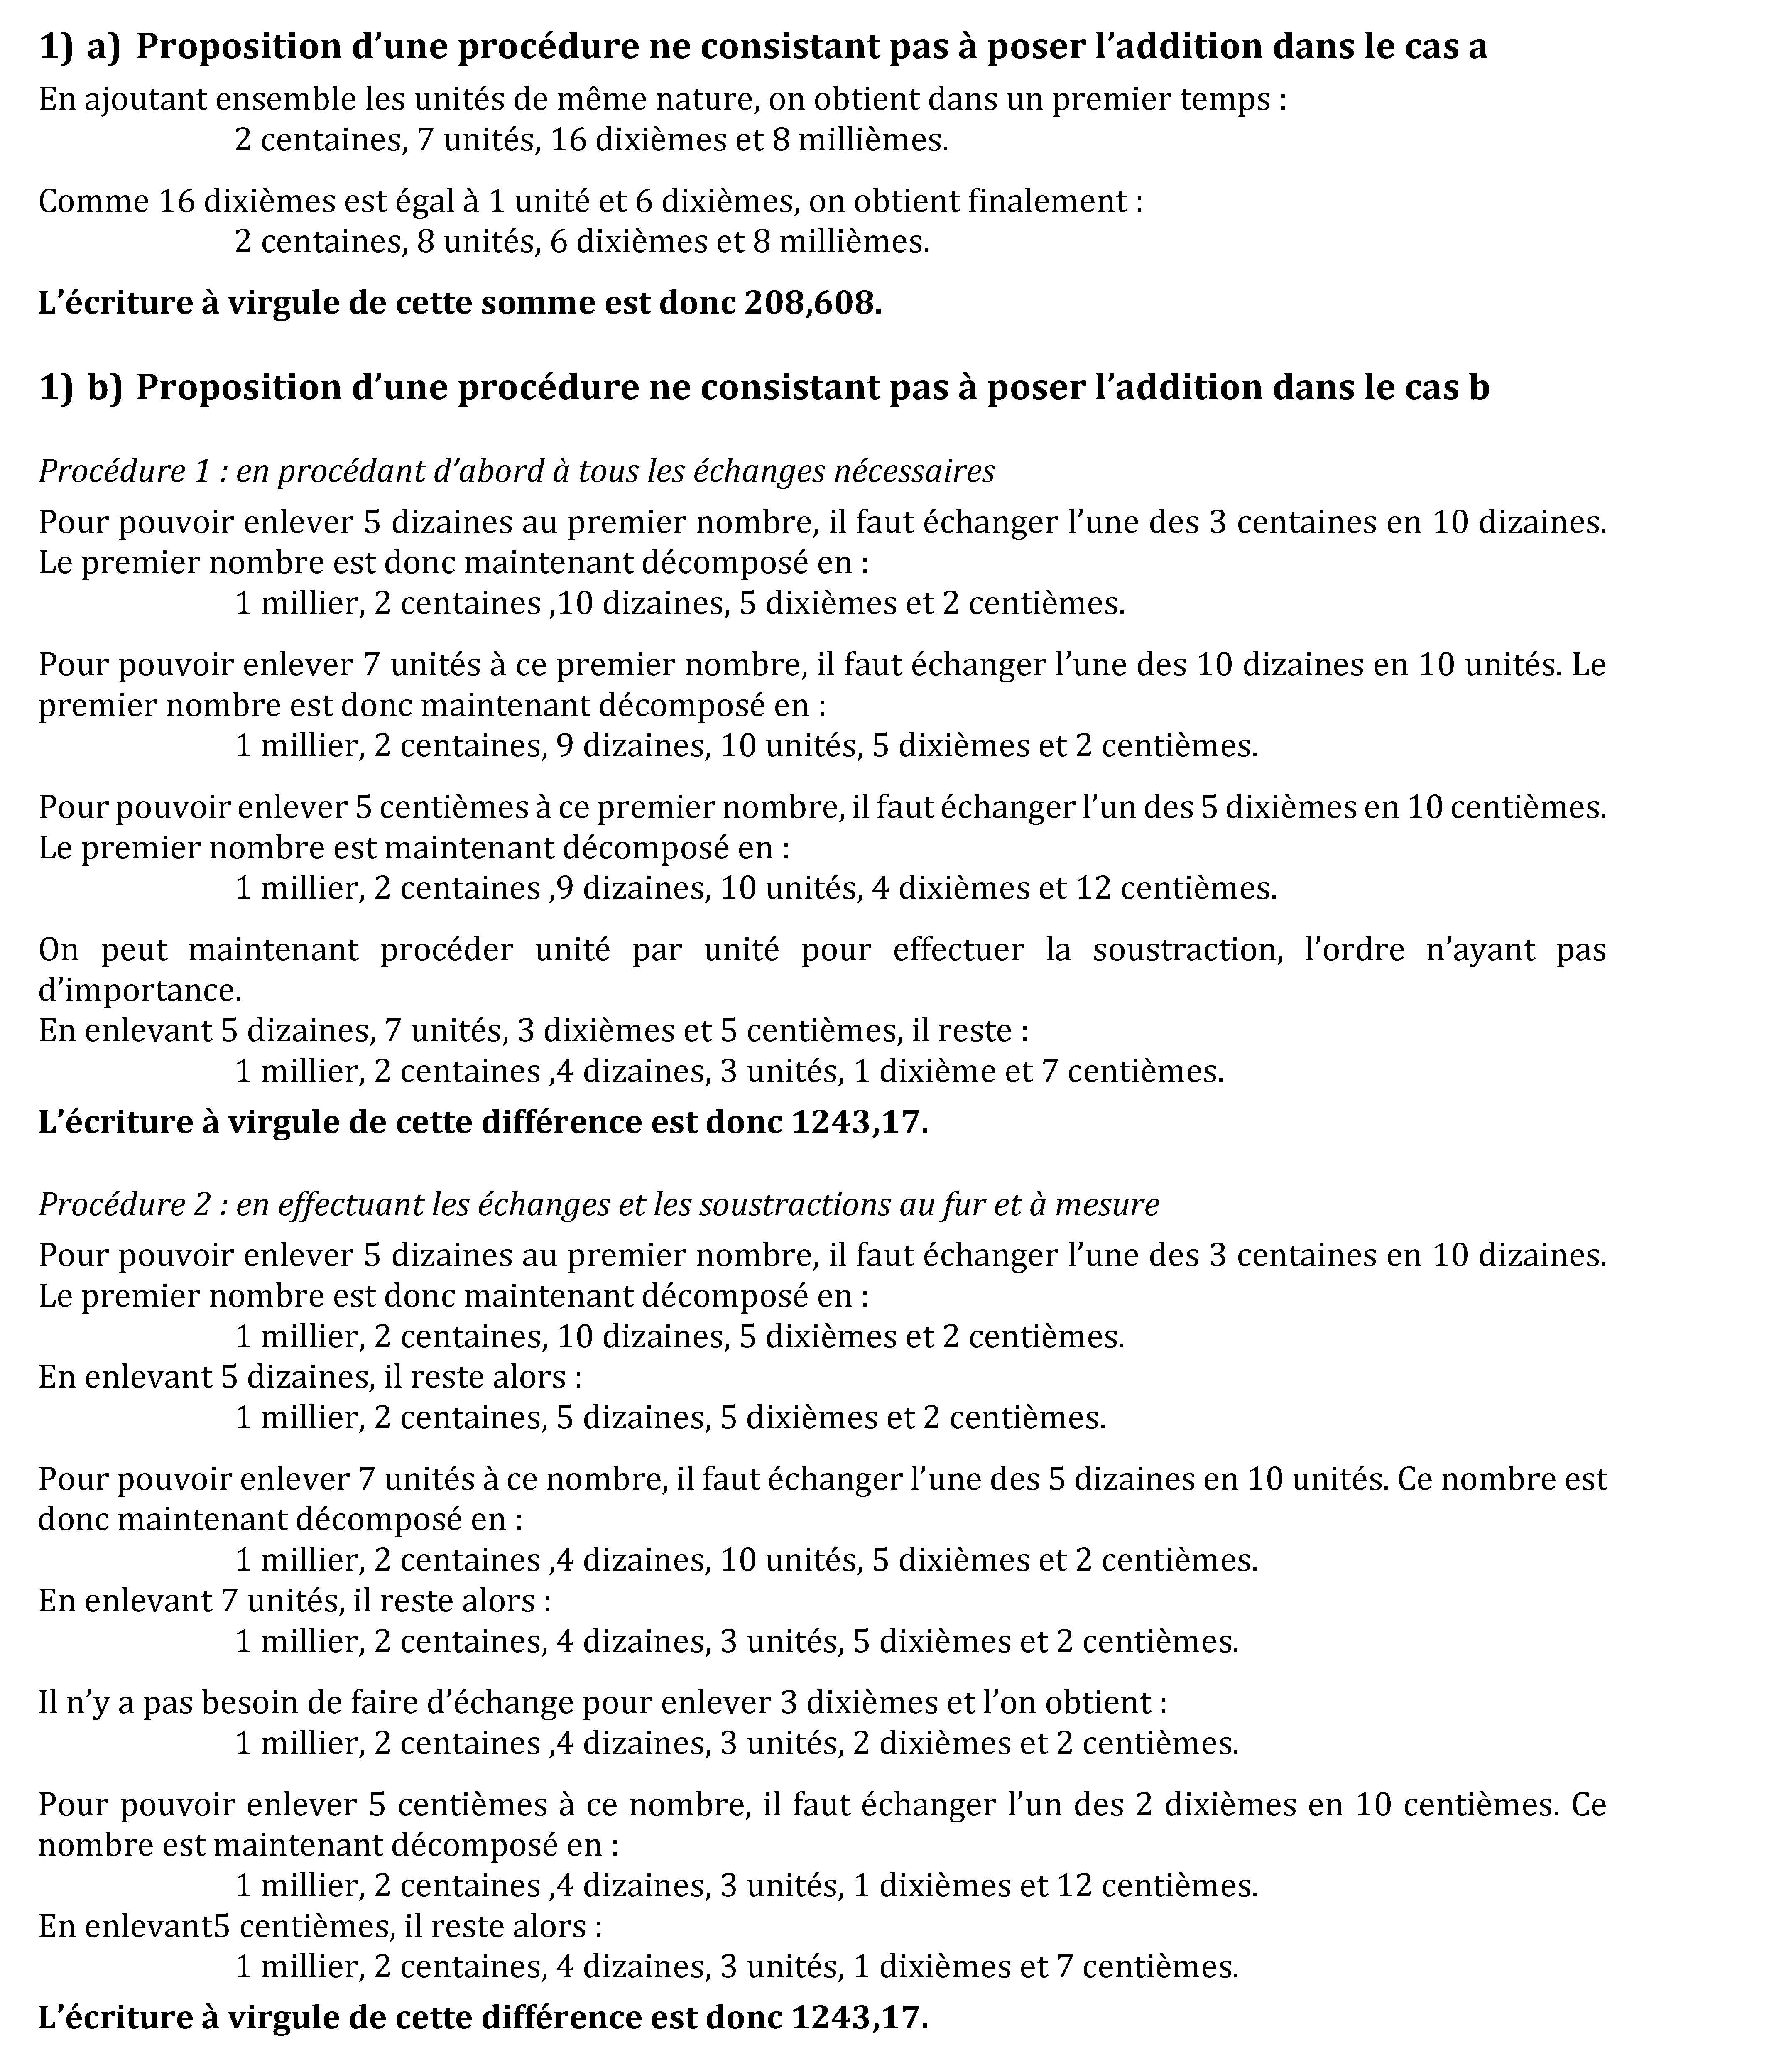 1) a) Proposition d’une procédure ne consistant pas à poser l’addition dans le cas a
En ajoutant ensemble les unités de même nature, on obtient dans un premier temps :
2 centaines, 7 unités, 16 dixièmes et 8 millièmes.
Comme 16 dixièmes est égal à 1 unité et 6 dixièmes, on obtient finalement :
2 centaines, 8 unités, 6 dixièmes et 8 millièmes.
L’écriture à virgule de cette somme est donc 208,608.
1) b) Proposition d’une procédure ne consistant pas à poser l’addition dans le cas b
Procédure 1 : en procédant d’abord à tous les échanges nécessaires
Pour pouvoir enlever 5 dizaines au premier nombre, il faut échanger l’une des 3 centaines en 10 dizaines.
Le premier nombre est donc maintenant décomposé en :
1 millier, 2 centaines ,10 dizaines, 5 dixièmes et 2 centièmes.
Pour pouvoir enlever 7 unités à ce premier nombre, il faut échanger l’une des 10 dizaines en 10 unités. Le
premier nombre est donc maintenant décomposé en :
1 millier, 2 centaines, 9 dizaines, 10 unités, 5 dixièmes et 2 centièmes.
Pour pouvoir enlever 5 centièmes à ce premier nombre, il faut échanger l’un des 5 dixièmes en 10 centièmes.
Le premier nombre est maintenant décomposé en :
1 millier, 2 centaines ,9 dizaines, 10 unités, 4 dixièmes et 12 centièmes.
On peut maintenant procéder unité par unité pour effectuer la soustraction, l’ordre n’ayant pas
d’importance.
En enlevant 5 dizaines, 7 unités, 3 dixièmes et 5 centièmes, il reste :
1 millier, 2 centaines ,4 dizaines, 3 unités, 1 dixième et 7 centièmes.
L’écriture à virgule de cette différence est donc 1243,17.
Procédure 2 : en effectuant les échanges et les soustractions au fur et à mesure
Pour pouvoir enlever 5 dizaines au premier nombre, il faut échanger l’une des 3 centaines en 10 dizaines.
Le premier nombre est donc maintenant décomposé en :
1 millier, 2 centaines, 10 dizaines, 5 dixièmes et 2 centièmes.
En enlevant 5 dizaines, il reste alors :
1 millier, 2 centaines, 5 dizaines, 5 dixièmes et 2 centièmes.
Pour pouvoir enlever 7 unités à ce nombre, il faut échanger l’une des 5 dizaines en 10 unités. Ce nombre est
donc maintenant décomposé en :
1 millier, 2 centaines ,4 dizaines, 10 unités, 5 dixièmes et 2 centièmes.
En enlevant 7 unités, il reste alors :
1 millier, 2 centaines, 4 dizaines, 3 unités, 5 dixièmes et 2 centièmes.
Il n’y a pas besoin de faire d’échange pour enlever 3 dixièmes et l’on obtient :
1 millier, 2 centaines ,4 dizaines, 3 unités, 2 dixièmes et 2 centièmes.
Pour pouvoir enlever 5 centièmes à ce nombre, il faut échanger l’un des 2 dixièmes en 10 centièmes. Ce
nombre est maintenant décomposé en :
1 millier, 2 centaines ,4 dizaines, 3 unités, 1 dixièmes et 12 centièmes.
En enlevant5 centièmes, il reste alors :
1 millier, 2 centaines, 4 dizaines, 3 unités, 1 dixièmes et 7 centièmes.
L’écriture à virgule de cette différence est donc 1243,17.